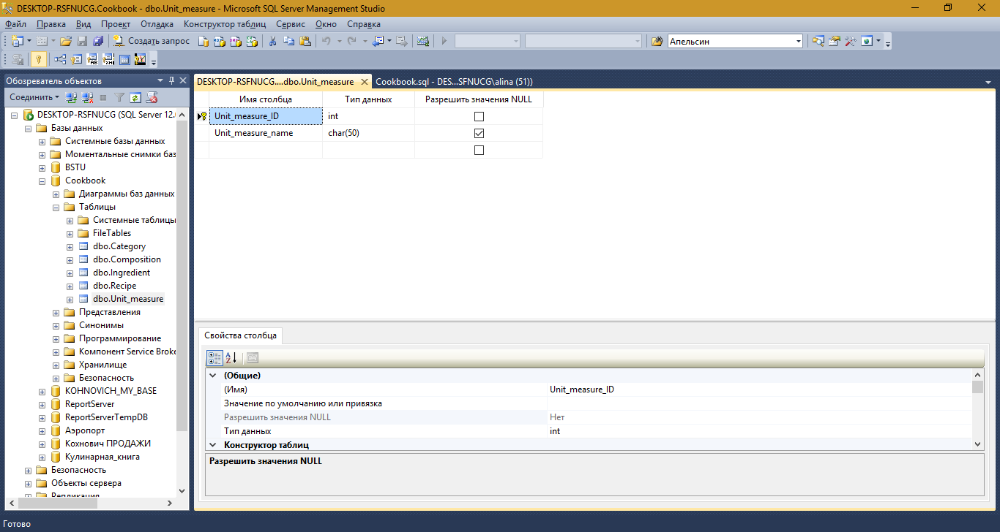 DESKTOP-RSFNUCG.Cookbook - dbo.Unit_measure - Microsoft SQL Server Management Studio
Файл Правка Вид Проект Отладка Конструктор таблиц Сервис Окно Справка
Создать запрос
Апельсин
Обозреватель объектов
Соединить
DESKTOP-RSFNUCG (SQL Server 12.
Базы данных
Системные базы данных
Моментальные снимки баз
BSTU
Cookbook
Диаграммы баз данных
Таблицы
Системные таблицы
FileTables
dbo.Category
dbo.Composition
dbo.Ingredient
dbo.Recipe
dbo.Unit_measure
Представления
Синонимы
Программирование
Компонент Service Broke
Хранилище
Безопасность
KOHNOVICH_MY_BASE
ReportServer
ReportServerTempDB
Аэропорт
Кохнович ПРОДАЖИ
Кулинарная_книга
Безопасность
Объекты сервера
Репликация
DESKTOP-RSFNUCG....dbo.Unit_measure Cookbook.sql - DES...SFNUCG\alina (51))
Имя столбца Тип данных Разрешить значения NULL
Unit_measure_ID int
Unit_measure_name char(50)
Свойства столбца
(Общие)
(Имя) Unit_measure_ID
Значение по умолчанию или привязка
Разрешить значения NULL Нет
Тип данных int
Конструктор таблиц
Разрешить значения NULL
Готово